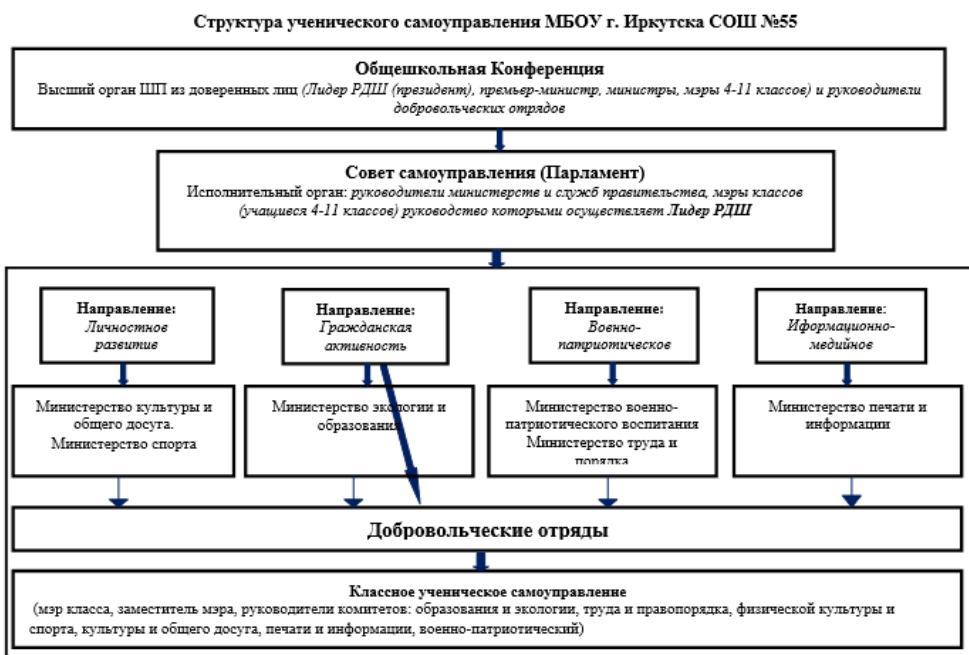 Структура ученического самоуправления МБОУ г. Иркутска СОШ №55
Общешкольная Конференция
Высший орган ШП из доверенных лиц (Лидер РДШ (президент), премьер-министр, министры, мэры 4-11 классов) и руководители
добровольческих отрядов
Совет самоуправления (Парламент)
Исполнительный орган: руководители министерств и служб правительства, мэры классов
(учащиеся 4-11 классов) руководство которыми осуществляет Лидер РДШ
Направление:
Личностное
развитие
Министерство культуры и
общего досуга.
Министерство спорта
Направление:
Гражданская
активность
Министерство экологии и
образования
Направление:
Военно-
патриотическое
Министерство военно-
патриотического воспитания
Министерство труда и
порядка
Направление:
Иформационно-
медийное
Министерство печати и
информации
Добровольческие отряды
Классное ученическое самоуправление
(мэр класса, заместитель мэра, руководители комитетов: образования и экологии, труда и правопорядка, физической культуры и
спорта, культуры и общего досуга, печати и информации, военно-патриотический)